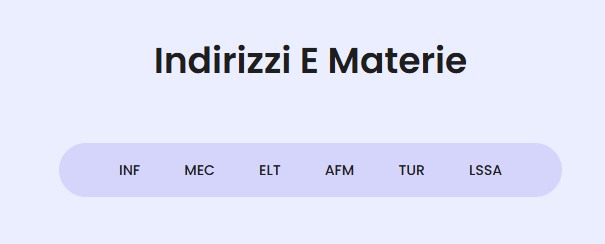 Indirizzi E Materie
INF MEC ELT AFM TUR LSSA